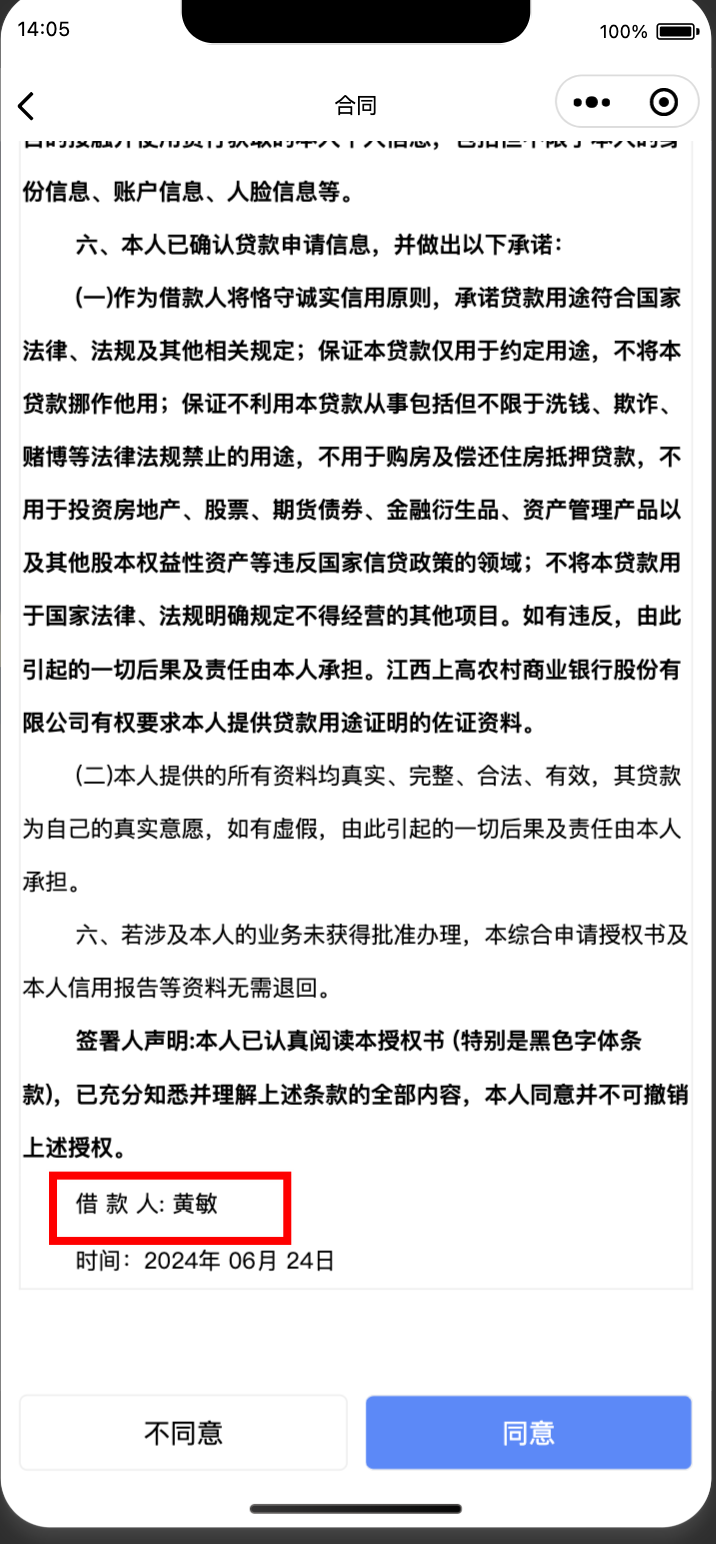 14:05
100%
合同
份信息、账户信息、人脸信息等。
六、本人已确认贷款申请信息，并做出以下承诺：
(一)作为借款人将恪守诚实信用原则，承诺贷款用途符合国家
法律、法规及其他相关规定；保证本贷款仅用于约定用途，不将本
贷款挪作他用；保证不利用本贷款从事包括但不限于洗钱、欺诈、
赌博等法律法规禁止的用途，不用于购房及偿还住房抵押贷款，不
用于投资房地产、股票、期货债券、金融衍生品、资产管理产品以
及其他股本权益性资产等违反国家信贷政策的领域；不将本贷款用
于国家法律、法规明确规定不得经营的其他项目。如有违反，由此
引起的一切后果及责任由本人承担。江西上高农村商业银行股份有
限公司有权要求本人提供贷款用途证明的佐证资料。
(二)本人提供的所有资料均真实、完整、合法、有效，其贷款
为自己的真实意愿，如有虚假，由此引起的一切后果及责任由本人
承担。
六、若涉及本人的业务未获得批准办理，本综合申请授权书及
本人信用报告等资料无需退回。
签署人声明:本人已认真阅读本授权书 (特别是黑色字体条
款)，已充分知悉并理解上述条款的全部内容，本人同意并不可撤销
上述授权。
借 款 人: 黄敏
时间：2024年 06月 24日
不同意
同意